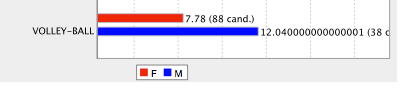 7.78 (88 cand.)
VOLLEY-BALL
12.040000000000001 (38 c
F M